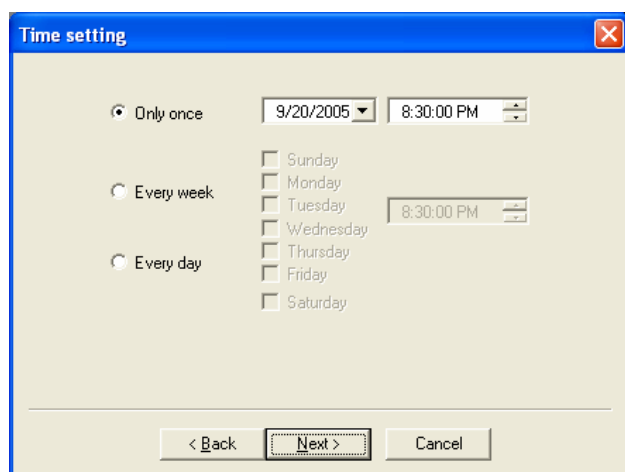 Time setting
Only once 9/20/2005 8:30:00 PM
Sunday
Monday
Every week
Tuesday 8:30:00 PM
Wednesday
Thursday
Every day
Friday
Saturday
< Back Next > Cancel